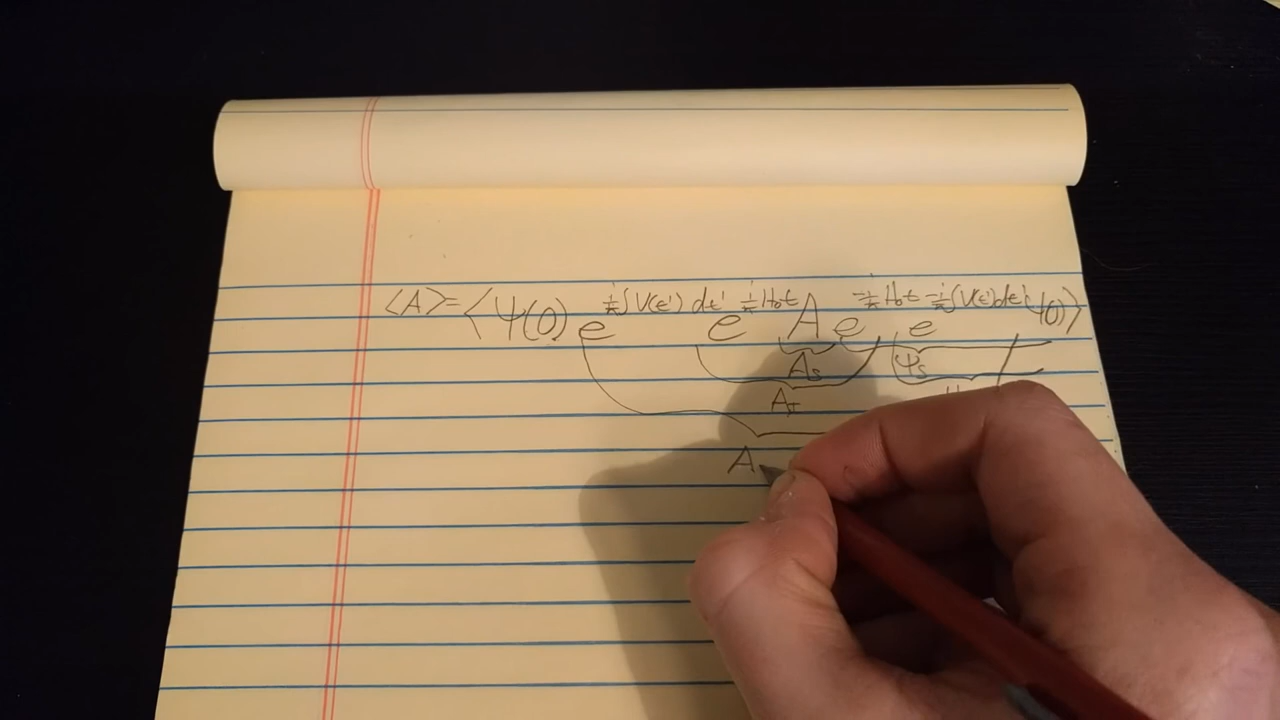 ⟨A⟩=⟨Ψ(0) e^{i/ħ ∫V(t')dt'} e^{i/ħ H₀t} A e^{-i/ħ H₀t} e^{-i/ħ ∫V(t')dt'} Ψ(0)⟩
A_S Ψ_S
A_I
A